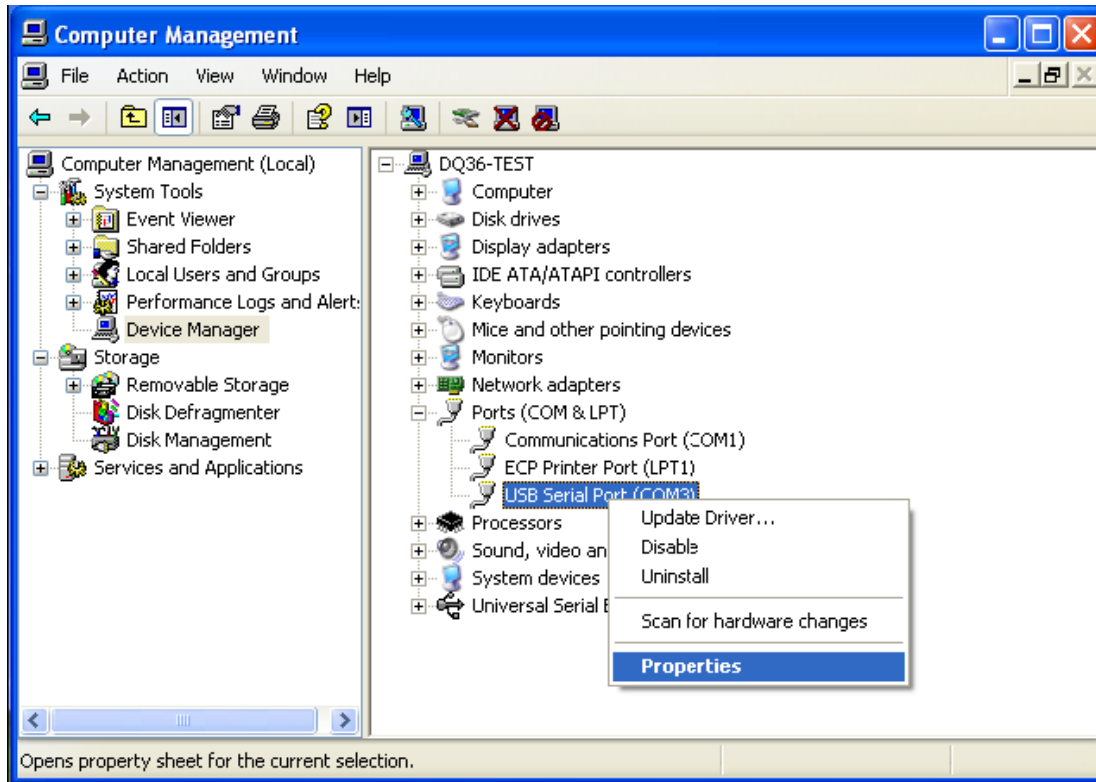 Computer Management
File Action View Window Help
Computer Management (Local)
System Tools
Event Viewer
Shared Folders
Local Users and Groups
Performance Logs and Alert
Device Manager
Storage
Removable Storage
Disk Defragmenter
Disk Management
Services and Applications
DQ36-TEST
Computer
Disk drives
Display adapters
IDE ATA/ATAPI controllers
Keyboards
Mice and other pointing devices
Monitors
Network adapters
Ports (COM & LPT)
Communications Port (COM1)
ECP Printer Port (LPT1)
USB Serial Port (COM3)
Processors
Sound, video an
System devices
Universal Serial
Update Driver...
Disable
Uninstall
Scan for hardware changes
Properties
Opens property sheet for the current selection.